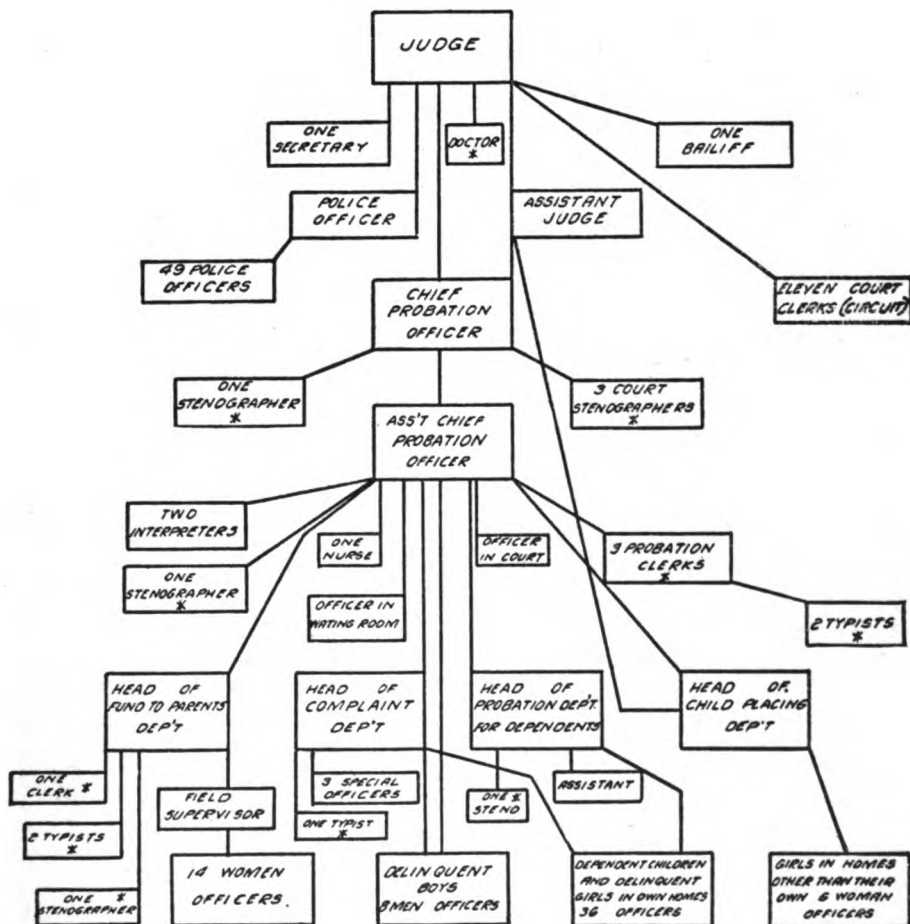 JUDGE
ONE
SECRETARY
DOCTOR
*
ONE
BAILIFF
POLICE
OFFICER
ASSISTANT
JUDGE
49 POLICE
OFFICERS
ELEVEN COURT
CLERKS (CIRCUIT)
CHIEF
PROBATION
OFFICER
ONE
STENOGRAPHER
*
3 COURT
STENOGRAPHERS
*
ASS'T CHIEF
PROBATION
OFFICER
TWO
INTERPRETERS
ONE
NURSE
OFFICER
IN COURT
3 PROBATION
CLERKS
*
ONE
STENOGRAPHER
*
OFFICER IN
WATING ROOM
2 TYPISTS
*
HEAD OF
FUND TO PARENTS
DEP'T
HEAD OF
COMPLAINT
DEP'T
HEAD OF
PROBATION DEP'T.
FOR DEPENDENTS
HEAD OF
CHILD PLACING
DEP'T
ONE
CLERK *
FIELD
SUPERVISOR
3 SPECIAL
OFFICERS
ONE *
STENO
ASSISTANT
2 TYPISTS
*
ONE TYPIST
*
ONE *
STENOGRAPHER
14 WOMEN
OFFICERS.
DELINQUENT
BOYS
8 MEN OFFICERS
DEPENDENT CHILDREN
AND DELINQUENT
GIRLS IN OWN HOMES
36 OFFICERS
GIRLS IN HOMES
OTHER THAN THEIR
OWN 6 WOMAN
OFFICERS